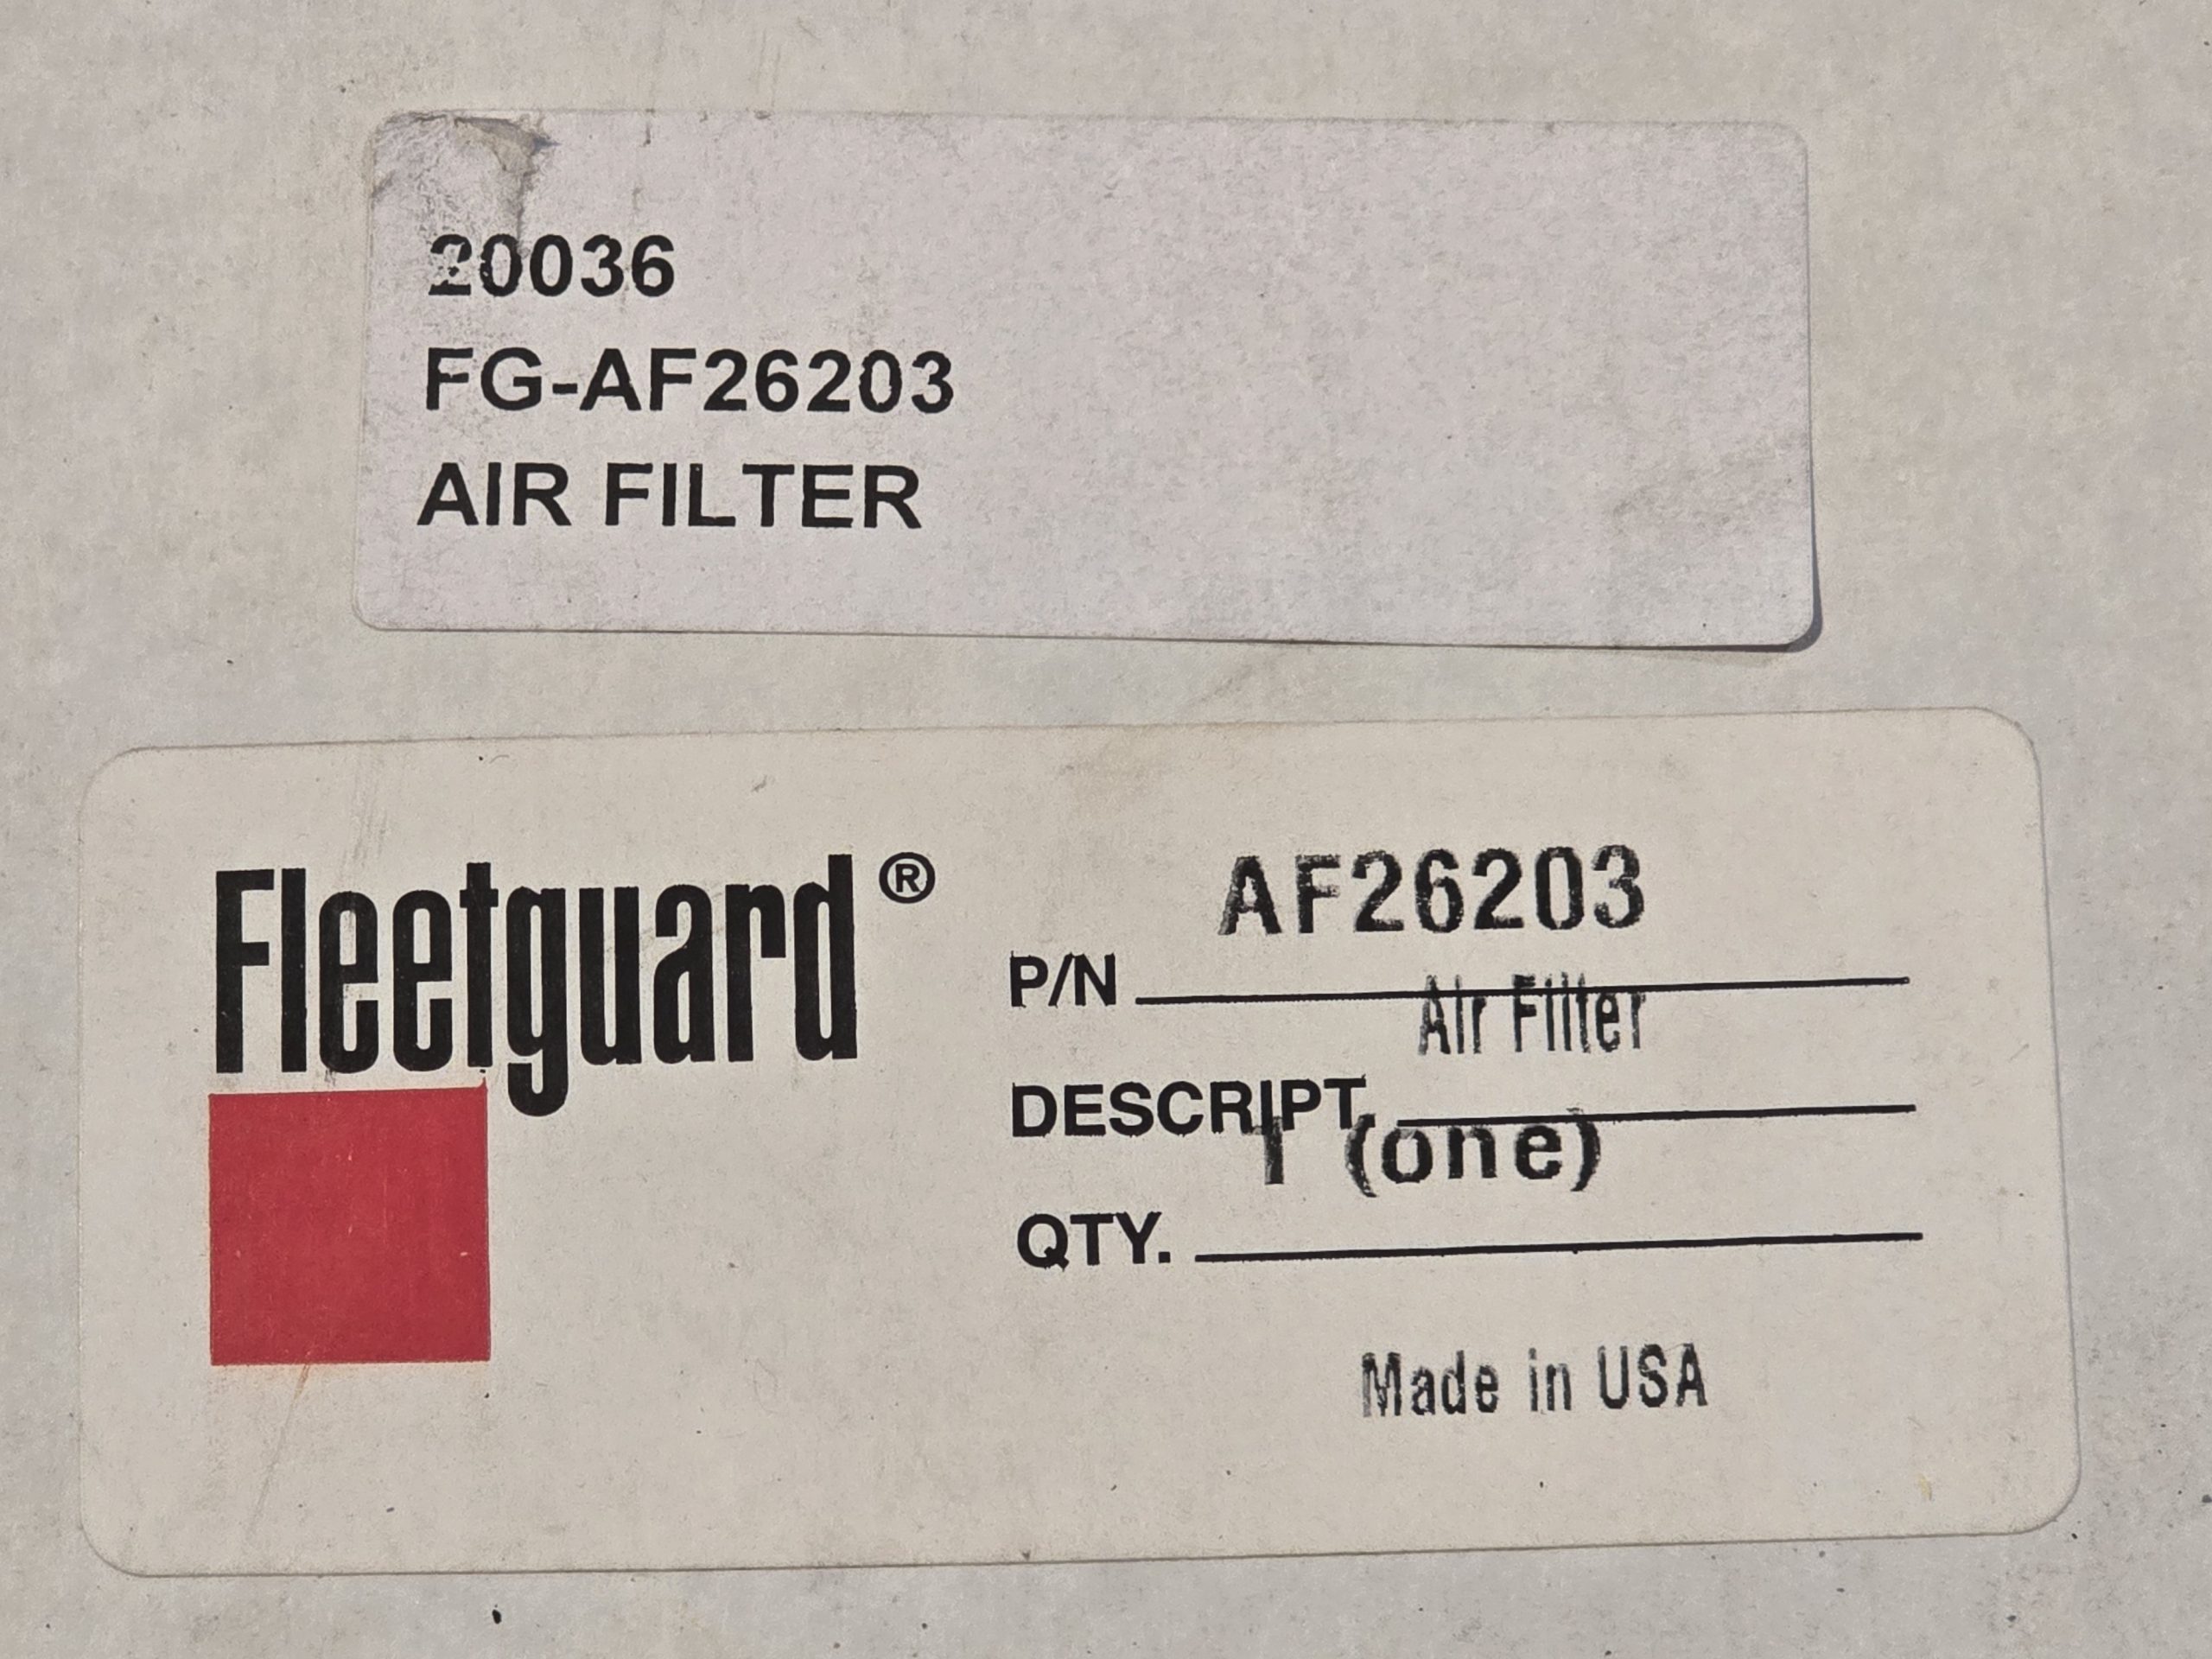 20036
FG-AF26203
AIR FILTER
Fleetguard®
P/N AF26203
DESCRIPT. Air Filter
QTY. 1 (one)
Made in USA